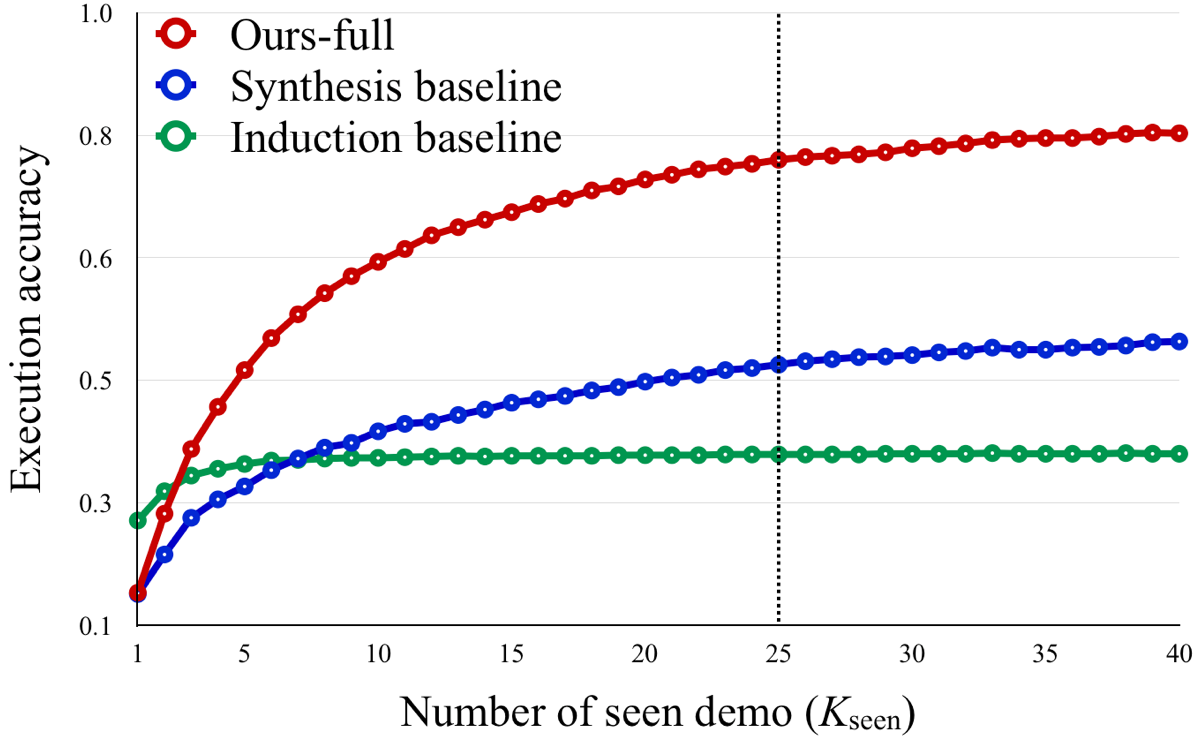 1.0
Ours-full
Synthesis baseline
0.8
Induction baseline
0.6
0.5
0.3
0.1
Execution accuracy
1 5 10 15 20 25 30 35 40
Number of seen demo (Kseen)